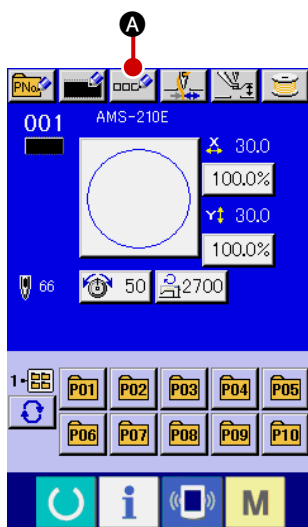 A
PNo.
001 AMS-210E
X 30.0
100.0%
Y 30.0
100.0%
66 50 2700
1-
P01 P02 P03 P04 P05
P06 P07 P08 P09 P10
i M